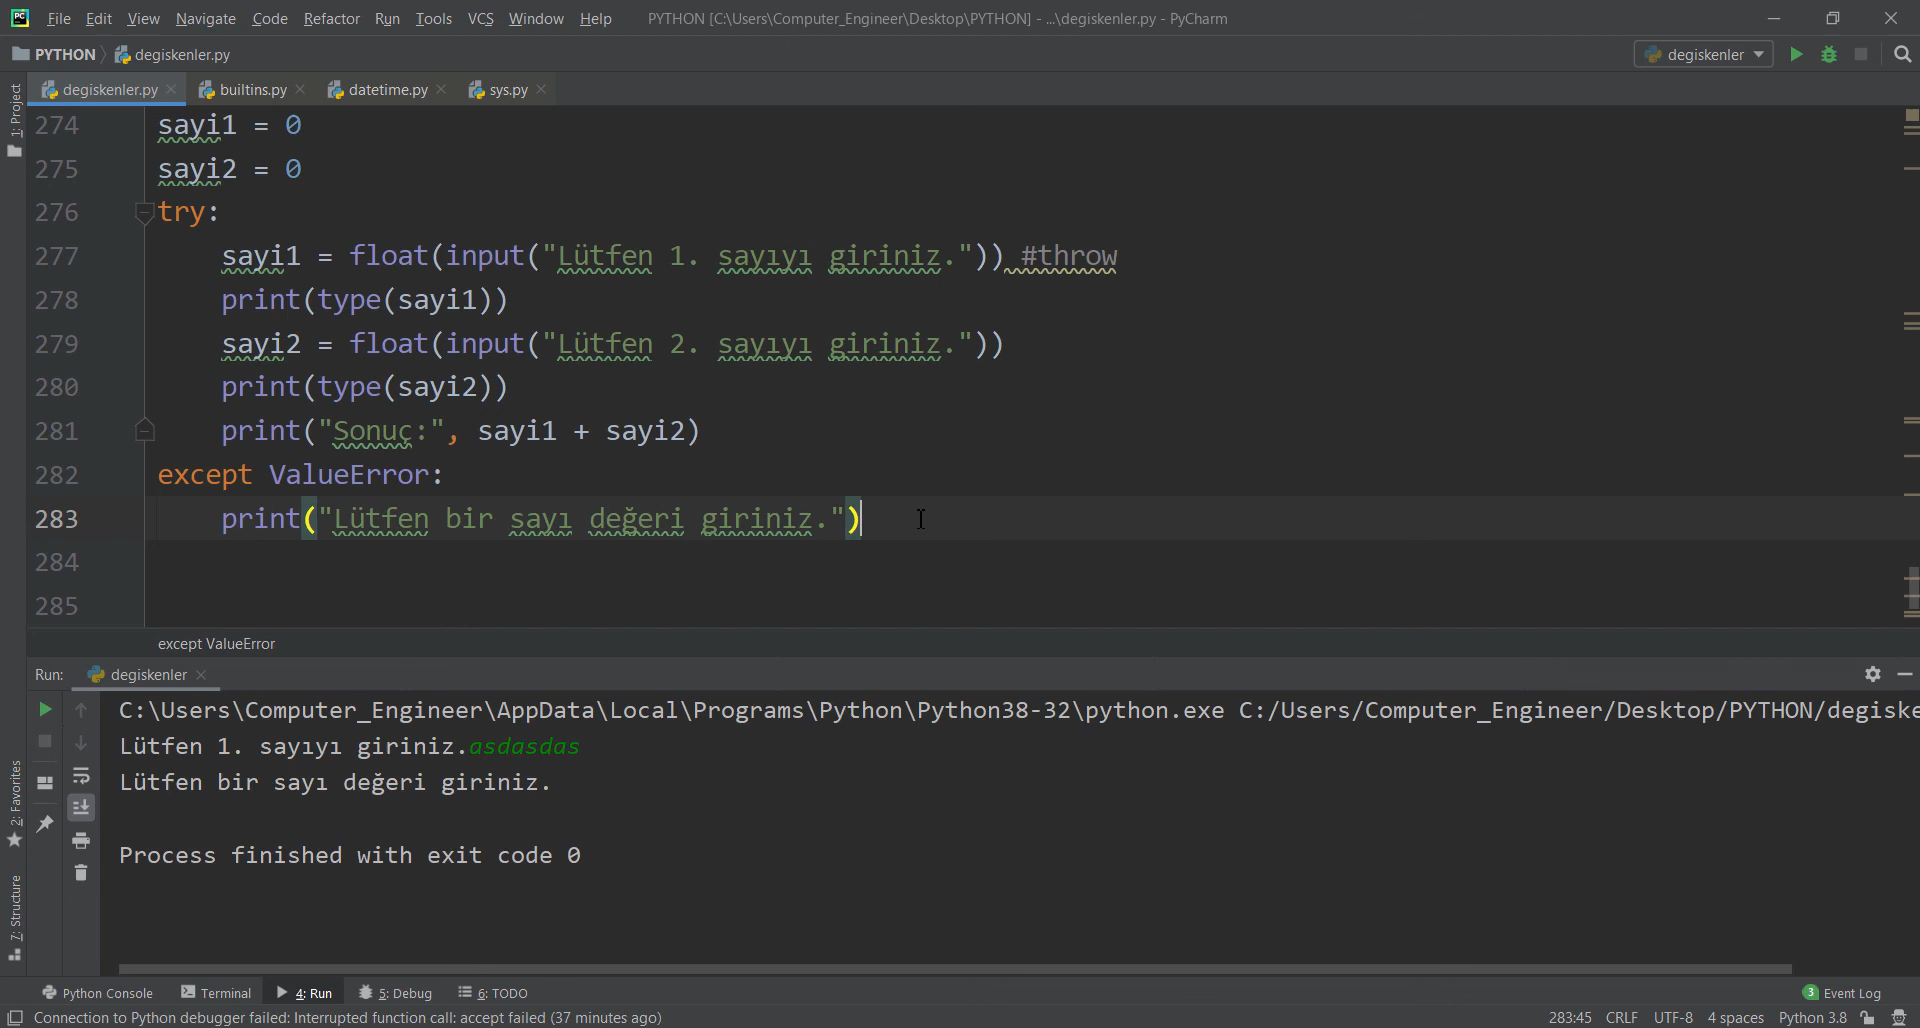 File Edit View Navigate Code Refactor Run Tools VCS Window Help PYTHON [C:\Users\Computer_Engineer\Desktop\PYTHON] - ...\degiskenler.py - PyCharm
PYTHON degiskenler.py degiskenler
degiskenler.py builtins.py datetime.py sys.py
1: Project
274 sayi1 = 0
275 sayi2 = 0
276 try:
277 sayi1 = float(input("Lütfen 1. sayıyı giriniz.")) #throw
278 print(type(sayi1))
279 sayi2 = float(input("Lütfen 2. sayıyı giriniz."))
280 print(type(sayi2))
281 print("Sonuç:", sayi1 + sayi2)
282 except ValueError:
283 print("Lütfen bir sayı değeri giriniz.")
284
285
except ValueError
Run: degiskenler
C:\Users\Computer_Engineer\AppData\Local\Programs\Python\Python38-32\python.exe C:/Users/Computer_Engineer/Desktop/PYTHON/degiske
Lütfen 1. sayıyı giriniz.asdasdas
Lütfen bir sayı değeri giriniz.
Process finished with exit code 0
2: Favorites
7: Structure
Python Console Terminal 4: Run 5: Debug 6: TODO 3 Event Log
Connection to Python debugger failed: Interrupted function call: accept failed (37 minutes ago) 283:45 CRLF UTF-8 4 spaces Python 3.8